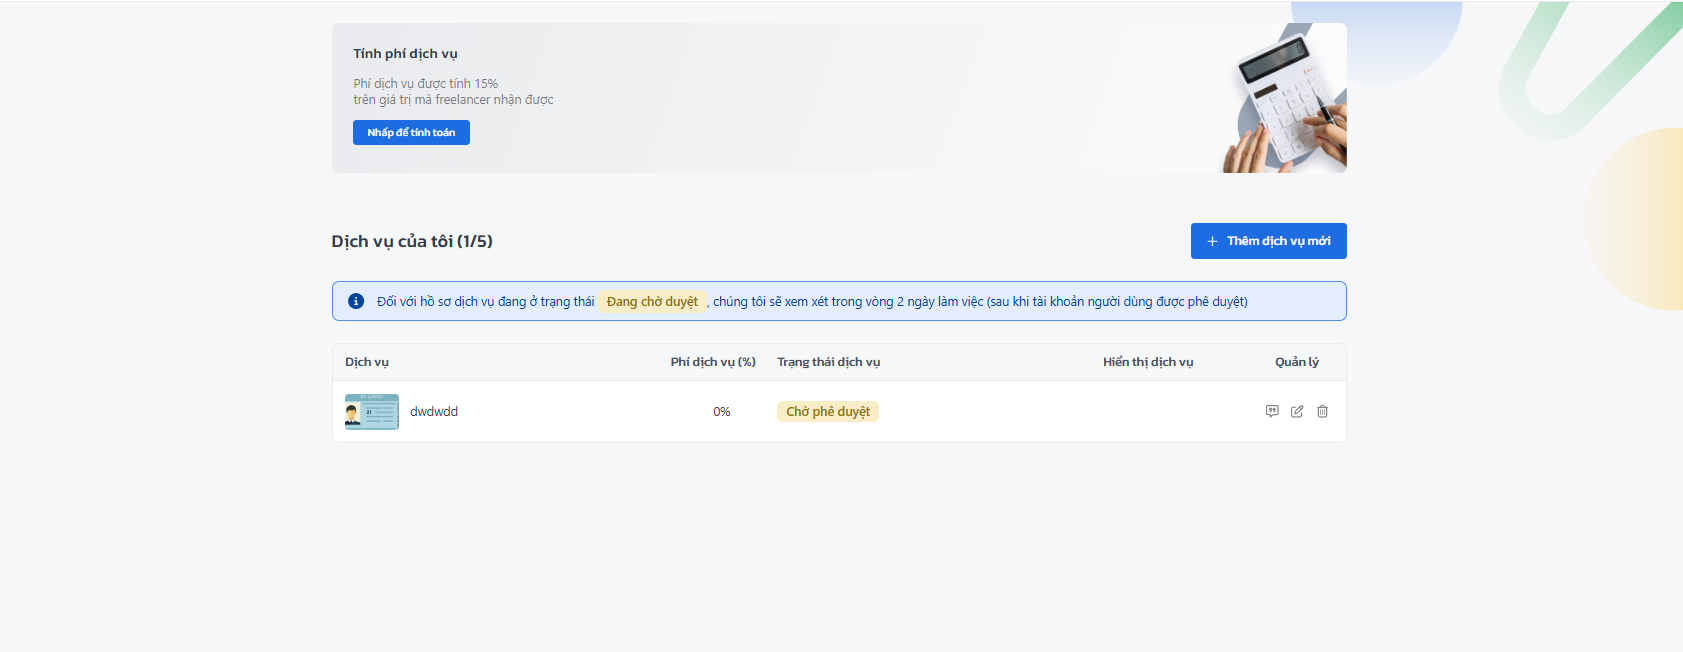 Tính phí dịch vụ
Phí dịch vụ được tính 15%
trên giá trị mà freelancer nhận được
Nhấp để tính toán
Dịch vụ của tôi (1/5)
+ Thêm dịch vụ mới
Đối với hồ sơ dịch vụ đang ở trạng thái Đang chờ duyệt , chúng tôi sẽ xem xét trong vòng 2 ngày làm việc (sau khi tài khoản người dùng được phê duyệt)
Dịch vụ Phí dịch vụ (%) Trạng thái dịch vụ Hiển thị dịch vụ Quản lý
ID CARD
21
dwdwdd 0% Chờ phê duyệt